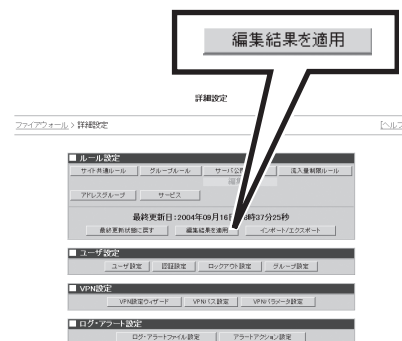 編集結果を適用
詳細設定
ファイアウォール > 詳細設定
[ヘルプ
■ ルール設定
サイト共通ルール グループルール サーバ公 流入量制限ルール
アドレスグループ サービス
最終更新日:2004年09月16日 8時37分25秒
最終更新状態に戻す 編集結果を適用 インポート/エクスポート
■ ユーザ設定
ユーザ設定 認証設定 ロックアウト設定 グループ設定
■ VPN設定
VPN設定ウィザード VPNパス設定 VPNパラメータ設定
■ ログ・アラート設定
ログ・アラートファイル設定 アラートアクション設定